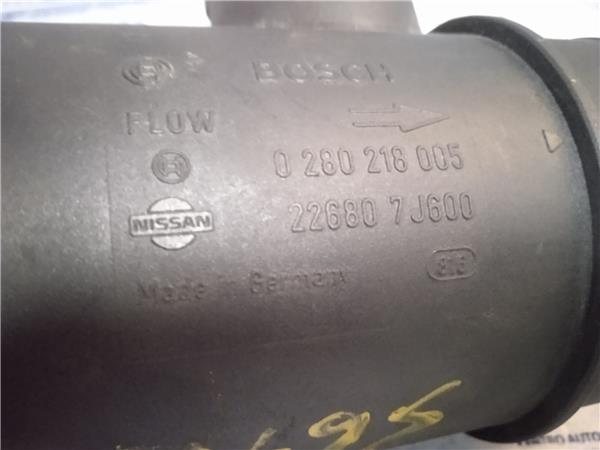 BOSCH
FLOW
0 280 218 005
NISSAN
22680 7J600
Made in Germany